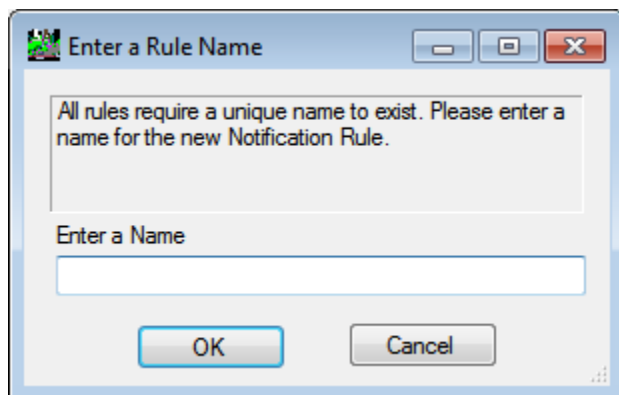 Enter a Rule Name
All rules require a unique name to exist. Please enter a
name for the new Notification Rule.
Enter a Name
OK
Cancel